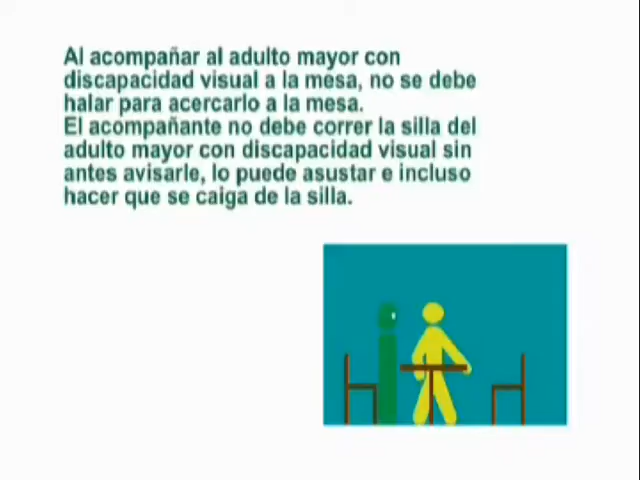 Al acompañar al adulto mayor con
discapacidad visual a la mesa, no se debe
halar para acercarlo a la mesa.
El acompañante no debe correr la silla del
adulto mayor con discapacidad visual sin
antes avisarle, lo puede asustar e incluso
hacer que se caiga de la silla.